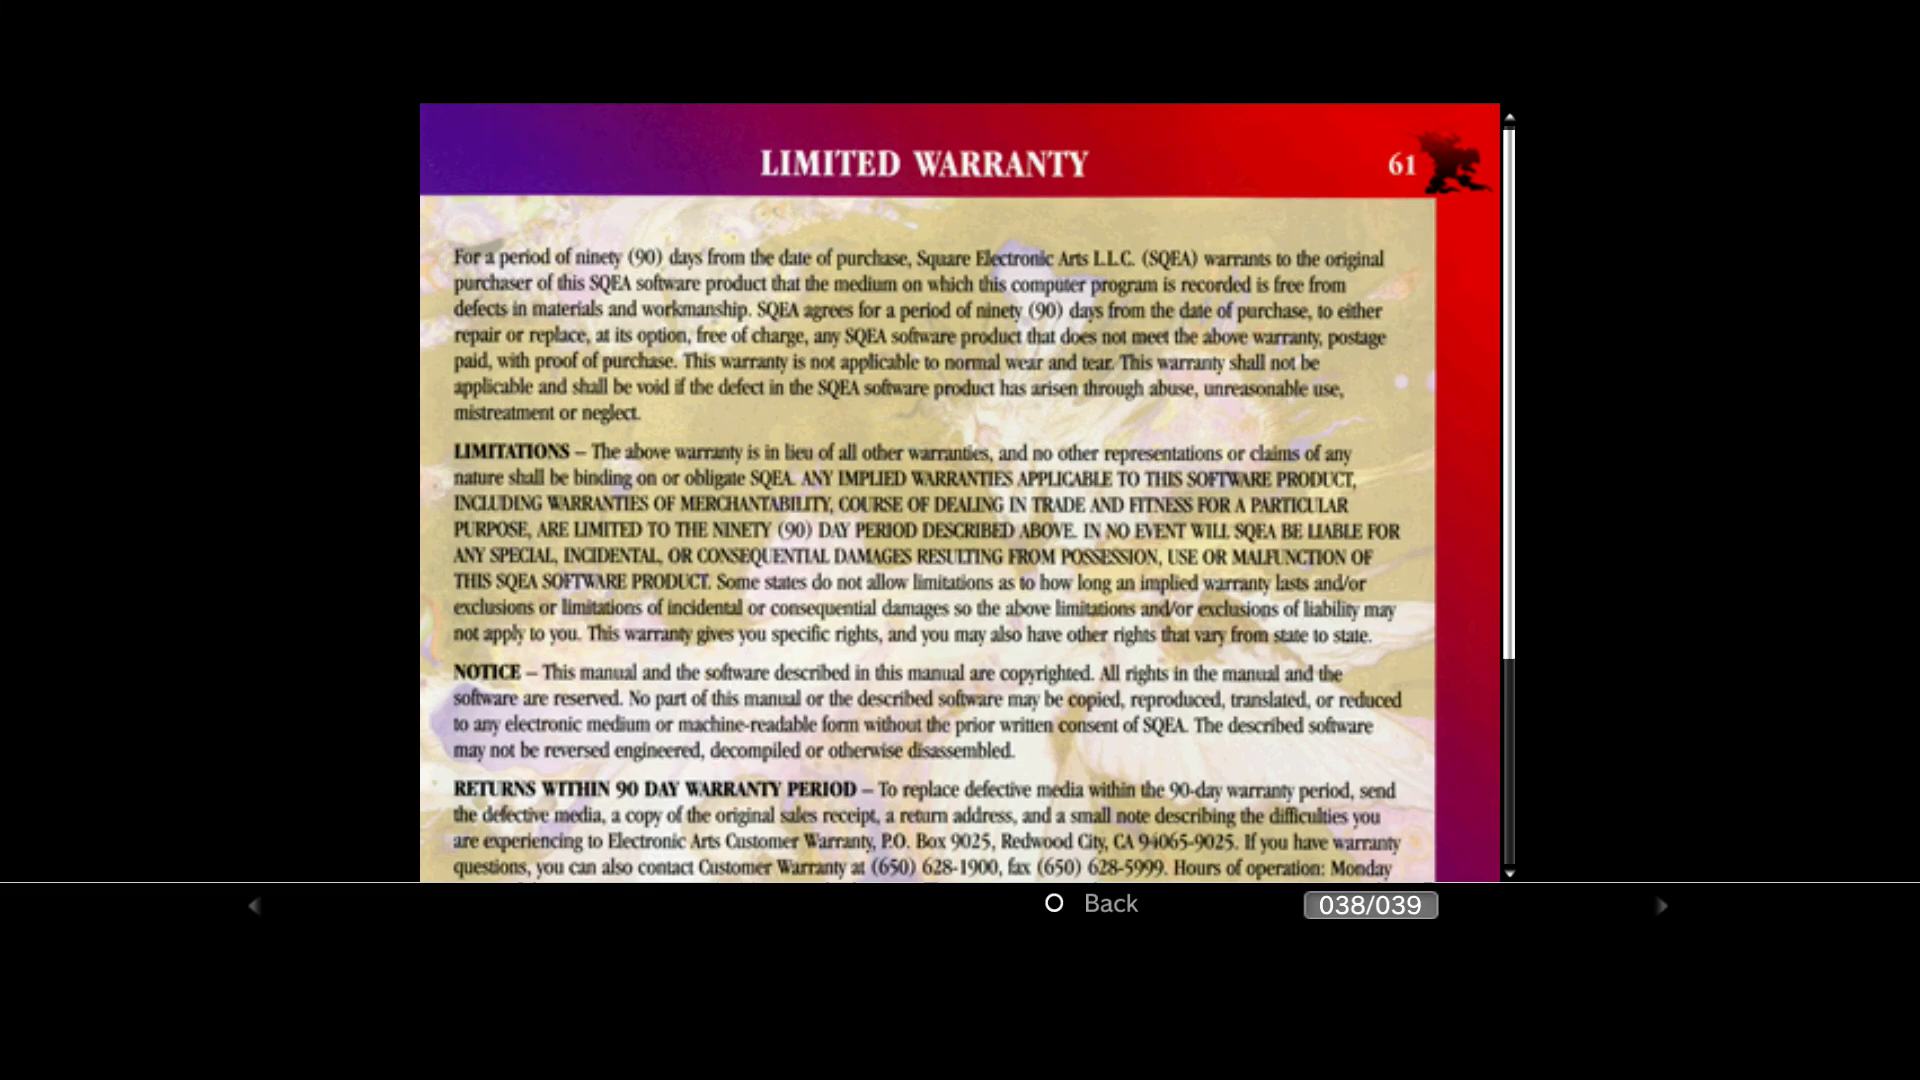 LIMITED WARRANTY
61
For a period of ninety (90) days from the date of purchase, Square Electronic Arts L.L.C. (SQEA) warrants to the original
purchaser of this SQEA software product that the medium on which this computer program is recorded is free from
defects in materials and workmanship. SQEA agrees for a period of ninety (90) days from the date of purchase, to either
repair or replace, at its option, free of charge, any SQEA software product that does not meet the above warranty, postage
paid, with proof of purchase. This warranty is not applicable to normal wear and tear. This warranty shall not be
applicable and shall be void if the defect in the SQEA software product has arisen through abuse, unreasonable use,
mistreatment or neglect.
LIMITATIONS – The above warranty is in lieu of all other warranties, and no other representations or claims of any
nature shall be binding on or obligate SQEA. ANY IMPLIED WARRANTIES APPLICABLE TO THIS SOFTWARE PRODUCT,
INCLUDING WARRANTIES OF MERCHANTABILITY, COURSE OF DEALING IN TRADE AND FITNESS FOR A PARTICULAR
PURPOSE, ARE LIMITED TO THE NINETY (90) DAY PERIOD DESCRIBED ABOVE. IN NO EVENT WILL SQEA BE LIABLE FOR
ANY SPECIAL, INCIDENTAL, OR CONSEQUENTIAL DAMAGES RESULTING FROM POSSESSION, USE OR MALFUNCTION OF
THIS SQEA SOFTWARE PRODUCT. Some states do not allow limitations as to how long an implied warranty lasts and/or
exclusions or limitations of incidental or consequential damages so the above limitations and/or exclusions of liability may
not apply to you. This warranty gives you specific rights, and you may also have other rights that vary from state to state.
NOTICE – This manual and the software described in this manual are copyrighted. All rights in the manual and the
software are reserved. No part of this manual or the described software may be copied, reproduced, translated, or reduced
to any electronic medium or machine-readable form without the prior written consent of SQEA. The described software
may not be reversed engineered, decompiled or otherwise disassembled.
RETURNS WITHIN 90 DAY WARRANTY PERIOD – To replace defective media within the 90-day warranty period, send
the defective media, a copy of the original sales receipt, a return address, and a small note describing the difficulties you
are experiencing to Electronic Arts Customer Warranty, P.O. Box 9025, Redwood City, CA 94065-9025. If you have warranty
questions, you can also contact Customer Warranty at (650) 628-1900, fax (650) 628-5999. Hours of operation: Monday
Back
038/039